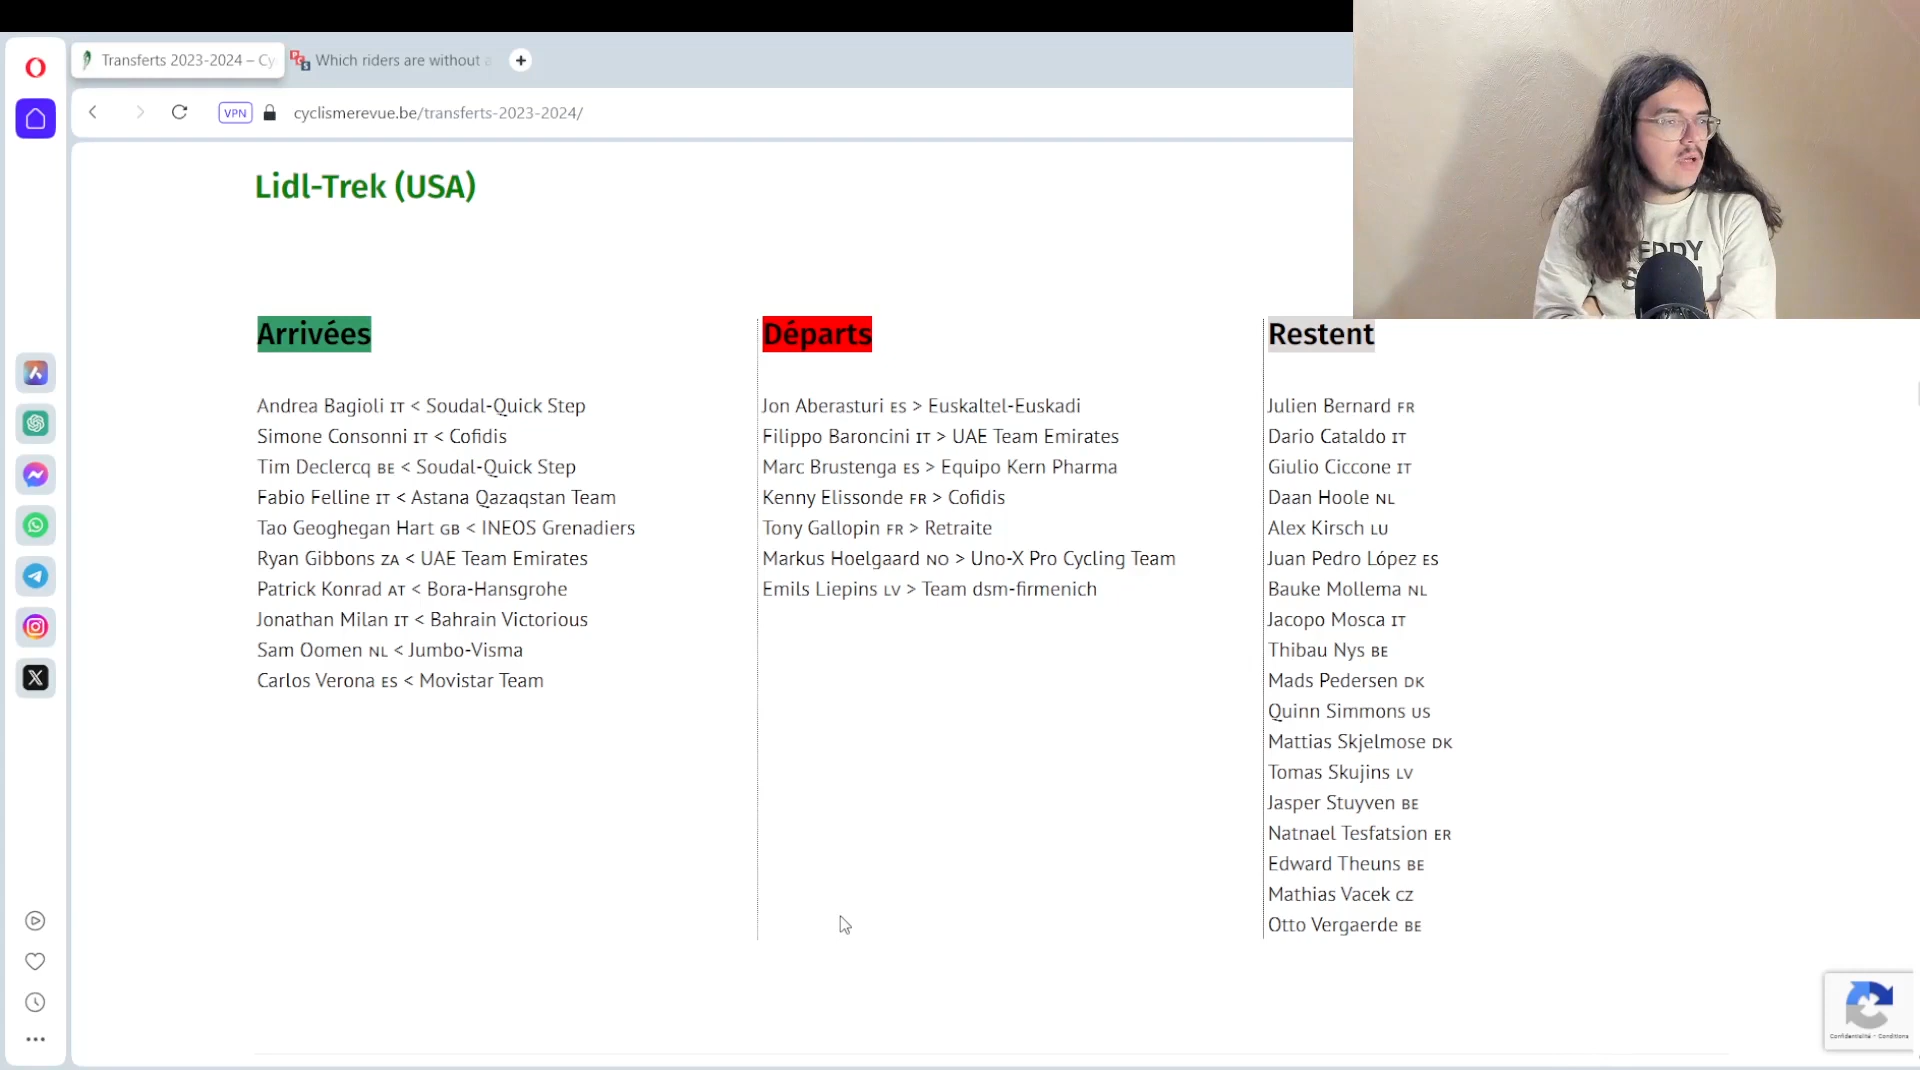 Transferts 2023-2024 – Cy
Which riders are without a
VPN
cyclismerevue.be/transferts-2023-2024/
Lidl-Trek (USA)
Arrivées
Andrea Bagioli IT < Soudal-Quick Step
Simone Consonni IT < Cofidis
Tim Declercq BE < Soudal-Quick Step
Fabio Felline IT < Astana Qazaqstan Team
Tao Geoghegan Hart GB < INEOS Grenadiers
Ryan Gibbons ZA < UAE Team Emirates
Patrick Konrad AT < Bora-Hansgrohe
Jonathan Milan IT < Bahrain Victorious
Sam Oomen NL < Jumbo-Visma
Carlos Verona ES < Movistar Team
Départs
Jon Aberasturi ES > Euskaltel-Euskadi
Filippo Baroncini IT > UAE Team Emirates
Marc Brustenga ES > Equipo Kern Pharma
Kenny Elissonde FR > Cofidis
Tony Gallopin FR > Retraite
Markus Hoelgaard NO > Uno-X Pro Cycling Team
Emils Liepins LV > Team dsm-firmenich
Restent
Julien Bernard FR
Dario Cataldo IT
Giulio Ciccone IT
Daan Hoole NL
Alex Kirsch LU
Juan Pedro López ES
Bauke Mollema NL
Jacopo Mosca IT
Thibau Nys BE
Mads Pedersen DK
Quinn Simmons US
Mattias Skjelmose DK
Tomas Skujins LV
Jasper Stuyven BE
Natnael Tesfatsion ER
Edward Theuns BE
Mathias Vacek CZ
Otto Vergaerde BE
Confidentialité - Conditions